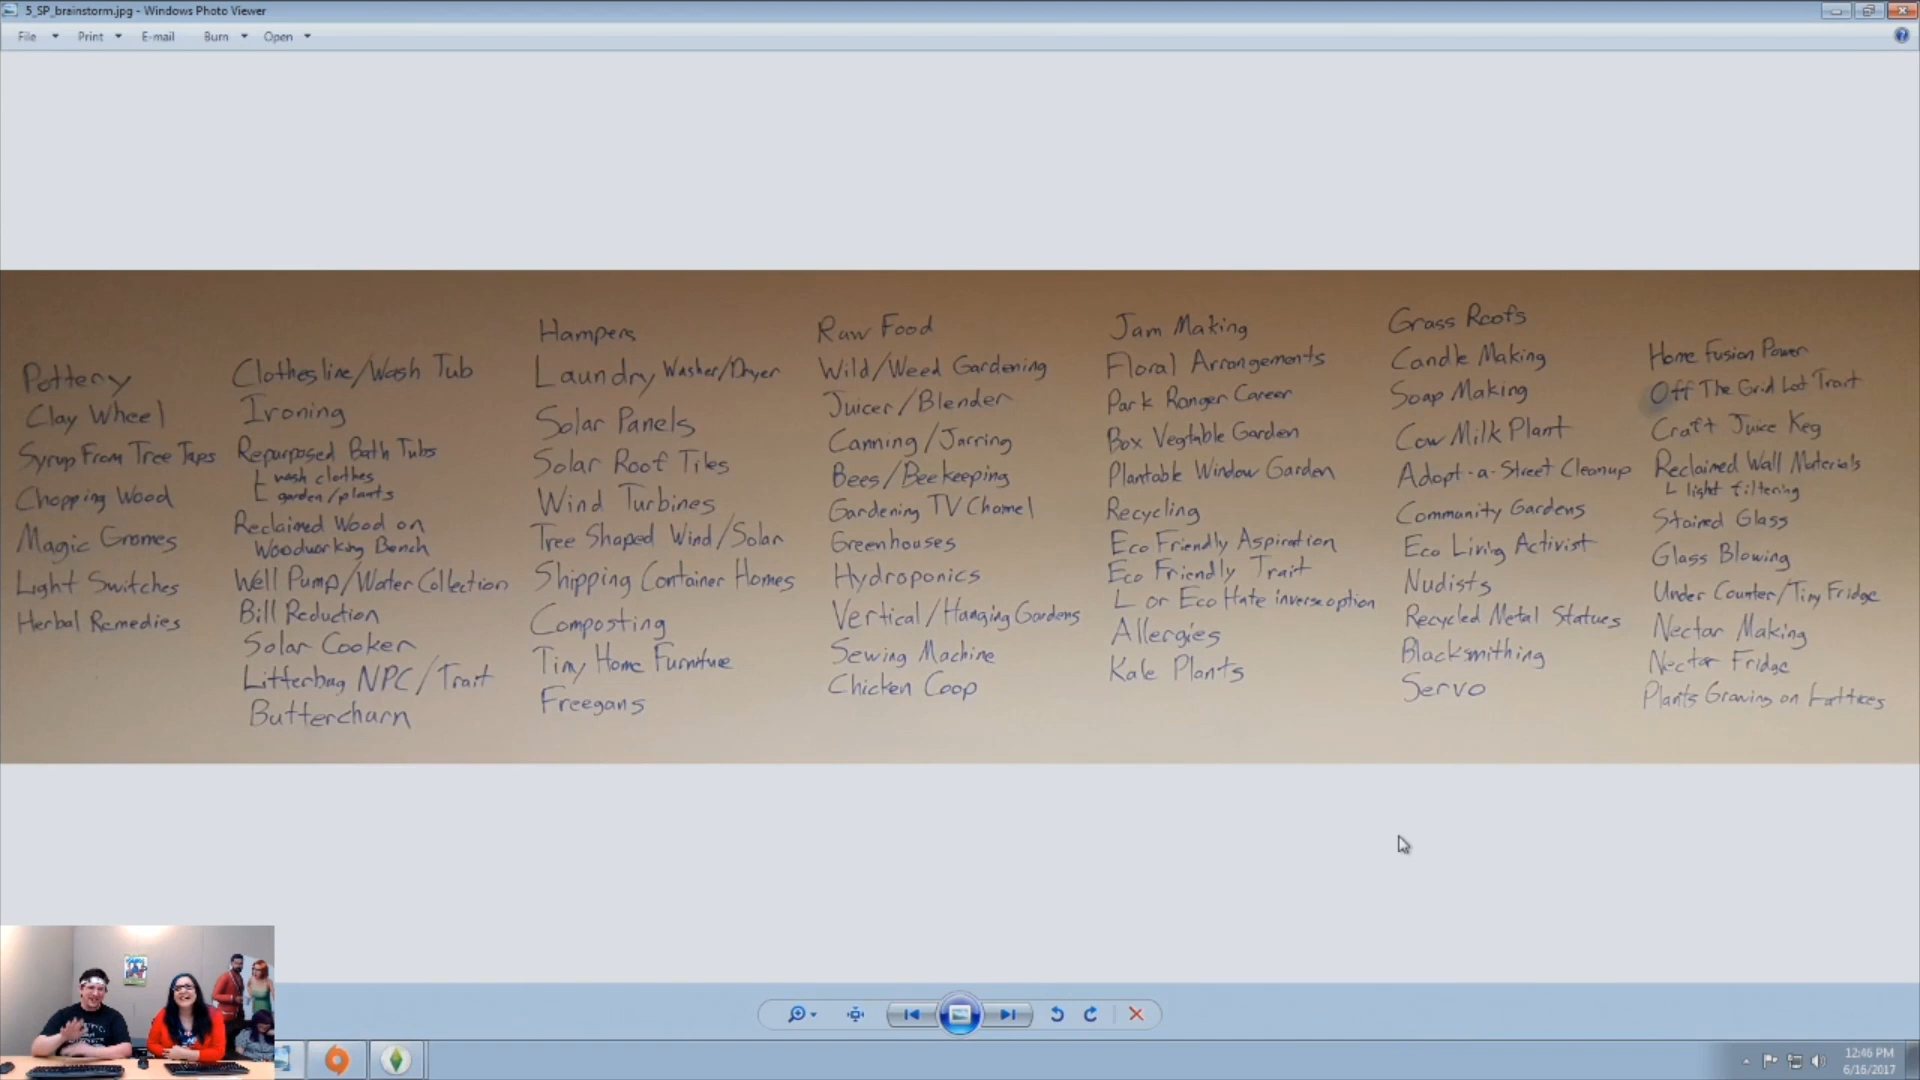 5_SP_brainstorm.jpg - Windows Photo Viewer
File Print E-mail Burn Open
Pottery
Clay Wheel
Syrup From Tree Taps
Chopping Wood
Magic Gnomes
Light Switches
Herbal Remedies
Clothesline/Wash Tub
Ironing
Repurposed Bath Tubs
L wash clothes
L garden/plants
Reclaimed Wood on
Woodworking Bench
Well Pump/Water Collection
Bill Reduction
Solar Cooker
Litterbag NPC/Trait
Butterchurn
Hampers
Laundry Washer/Dryer
Solar Panels
Solar Roof Tiles
Wind Turbines
Tree Shaped Wind/Solar
Shipping Container Homes
Composting
Tiny Home Furniture
Freegans
Raw Food
Wild/Weed Gardening
Juicer/Blender
Canning/Jarring
Bees/Beekeeping
Gardening TV Channel
Greenhouses
Hydroponics
Vertical/Hanging Gardens
Sewing Machine
Chicken Coop
Jam Making
Floral Arrangements
Park Ranger Career
Box Vegtable Garden
Plantable Window Garden
Recycling
Eco Friendly Aspiration
Eco Friendly Trait
L or Eco Hate inverse option
Allergies
Kale Plants
Grass Roofs
Candle Making
Soap Making
Cow Milk Plant
Adopt-a-Street Cleanup
Community Gardens
Eco Living Activist
Nudists
Recycled Metal Statues
Blacksmithing
Servo
Home Fusion Power
Off The Grid Lot Trait
Craft Juice Keg
Reclaimed Wall Materials
L light filtering
Stained Glass
Glass Blowing
Under Counter/Tiny Fridge
Nectar Making
Nectar Fridge
Plants Growing on Lattices
12:46 PM
6/16/2017